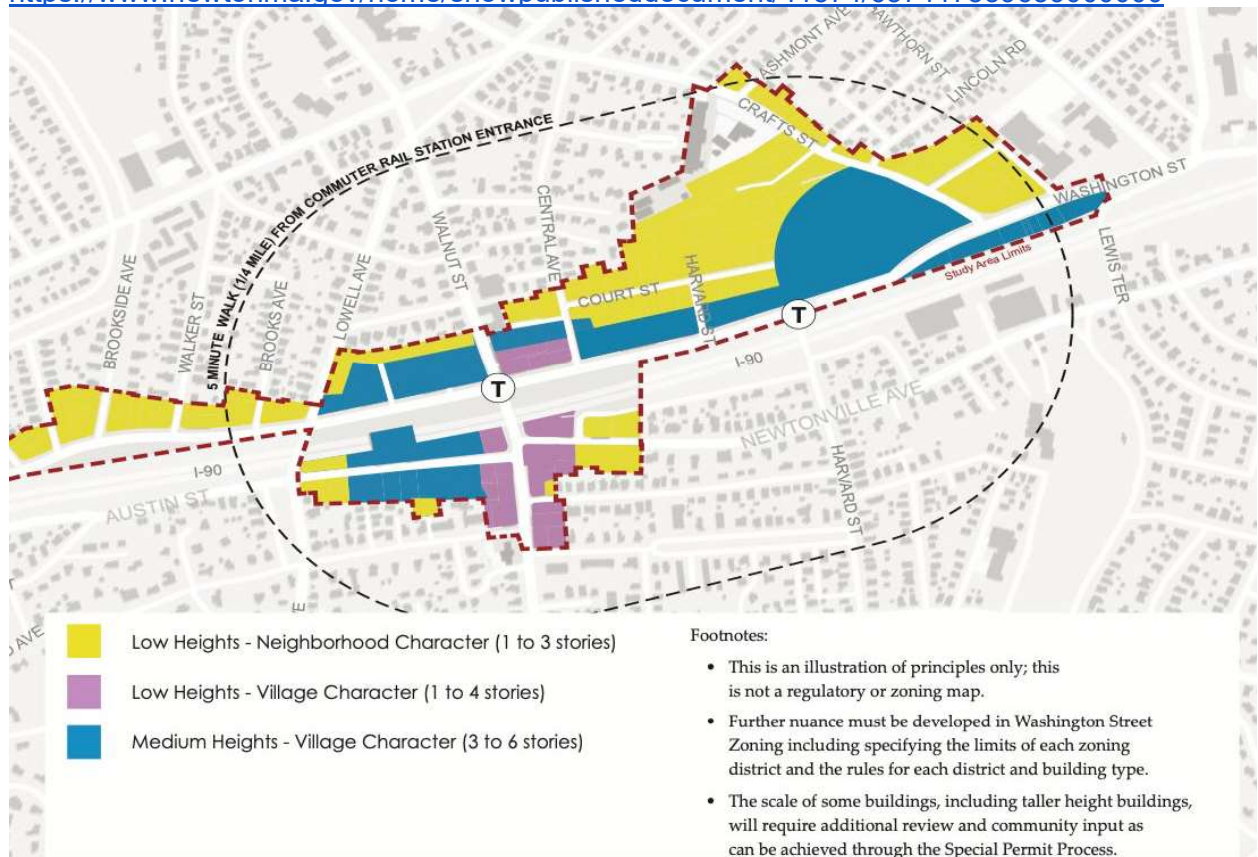 ASHMONT AVE
HAWTHORN ST
LINCOLN RD
CRAFTS ST
5 MINUTE WALK (1/4 MILE) FROM COMMUTER RAIL STATION ENTRANCE
WASHINGTON ST
CENTRAL AVE
WALNUT ST
LEWIS TER
Study Area Limits
HARVARD ST
COURT ST
LOWELL AVE
BROOKSIDE AVE
WALKER ST
BROOKS AVE
T
I-90
T
NEWTONVILLE AVE
I-90
AUSTIN ST
HARVARD ST
AVE
Low Heights - Neighborhood Character (1 to 3 stories)
Low Heights - Village Character (1 to 4 stories)
Medium Heights - Village Character (3 to 6 stories)
Footnotes:
• This is an illustration of principles only; this
is not a regulatory or zoning map.
• Further nuance must be developed in Washington Street
Zoning including specifying the limits of each zoning
district and the rules for each district and building type.
• The scale of some buildings, including taller height buildings,
will require additional review and community input as
can be achieved through the Special Permit Process.